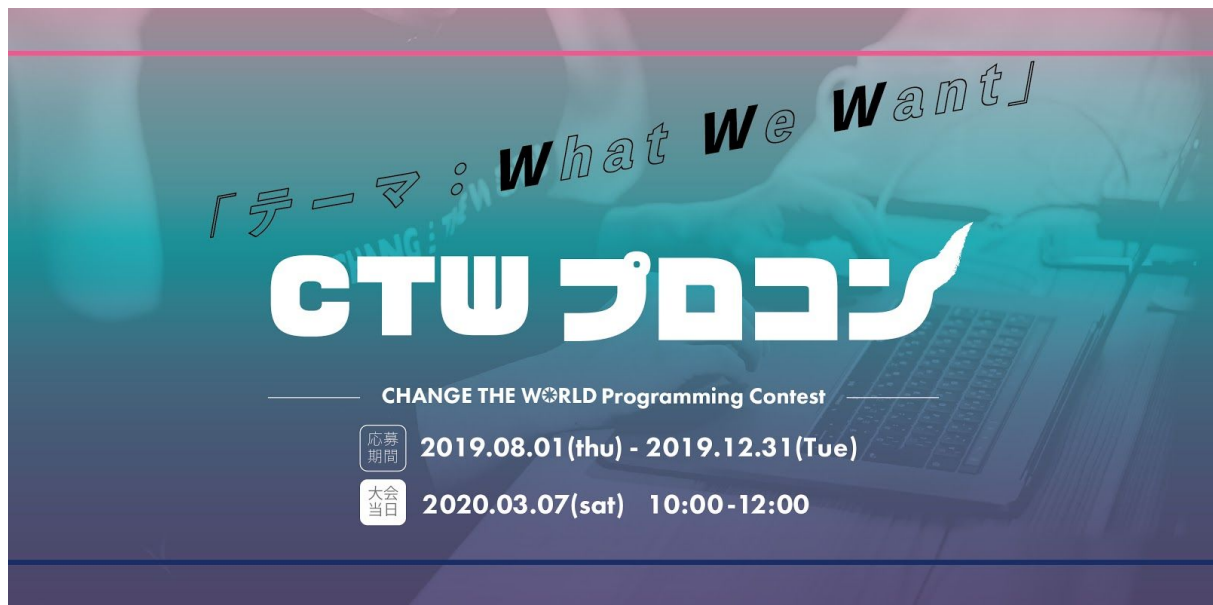 「テーマ：What We Want」
CTWプロコン
CHANGE THE WORLD Programming Contest
応募期間 2019.08.01(thu) - 2019.12.31(Tue)
大会当日 2020.03.07(sat) 10:00-12:00